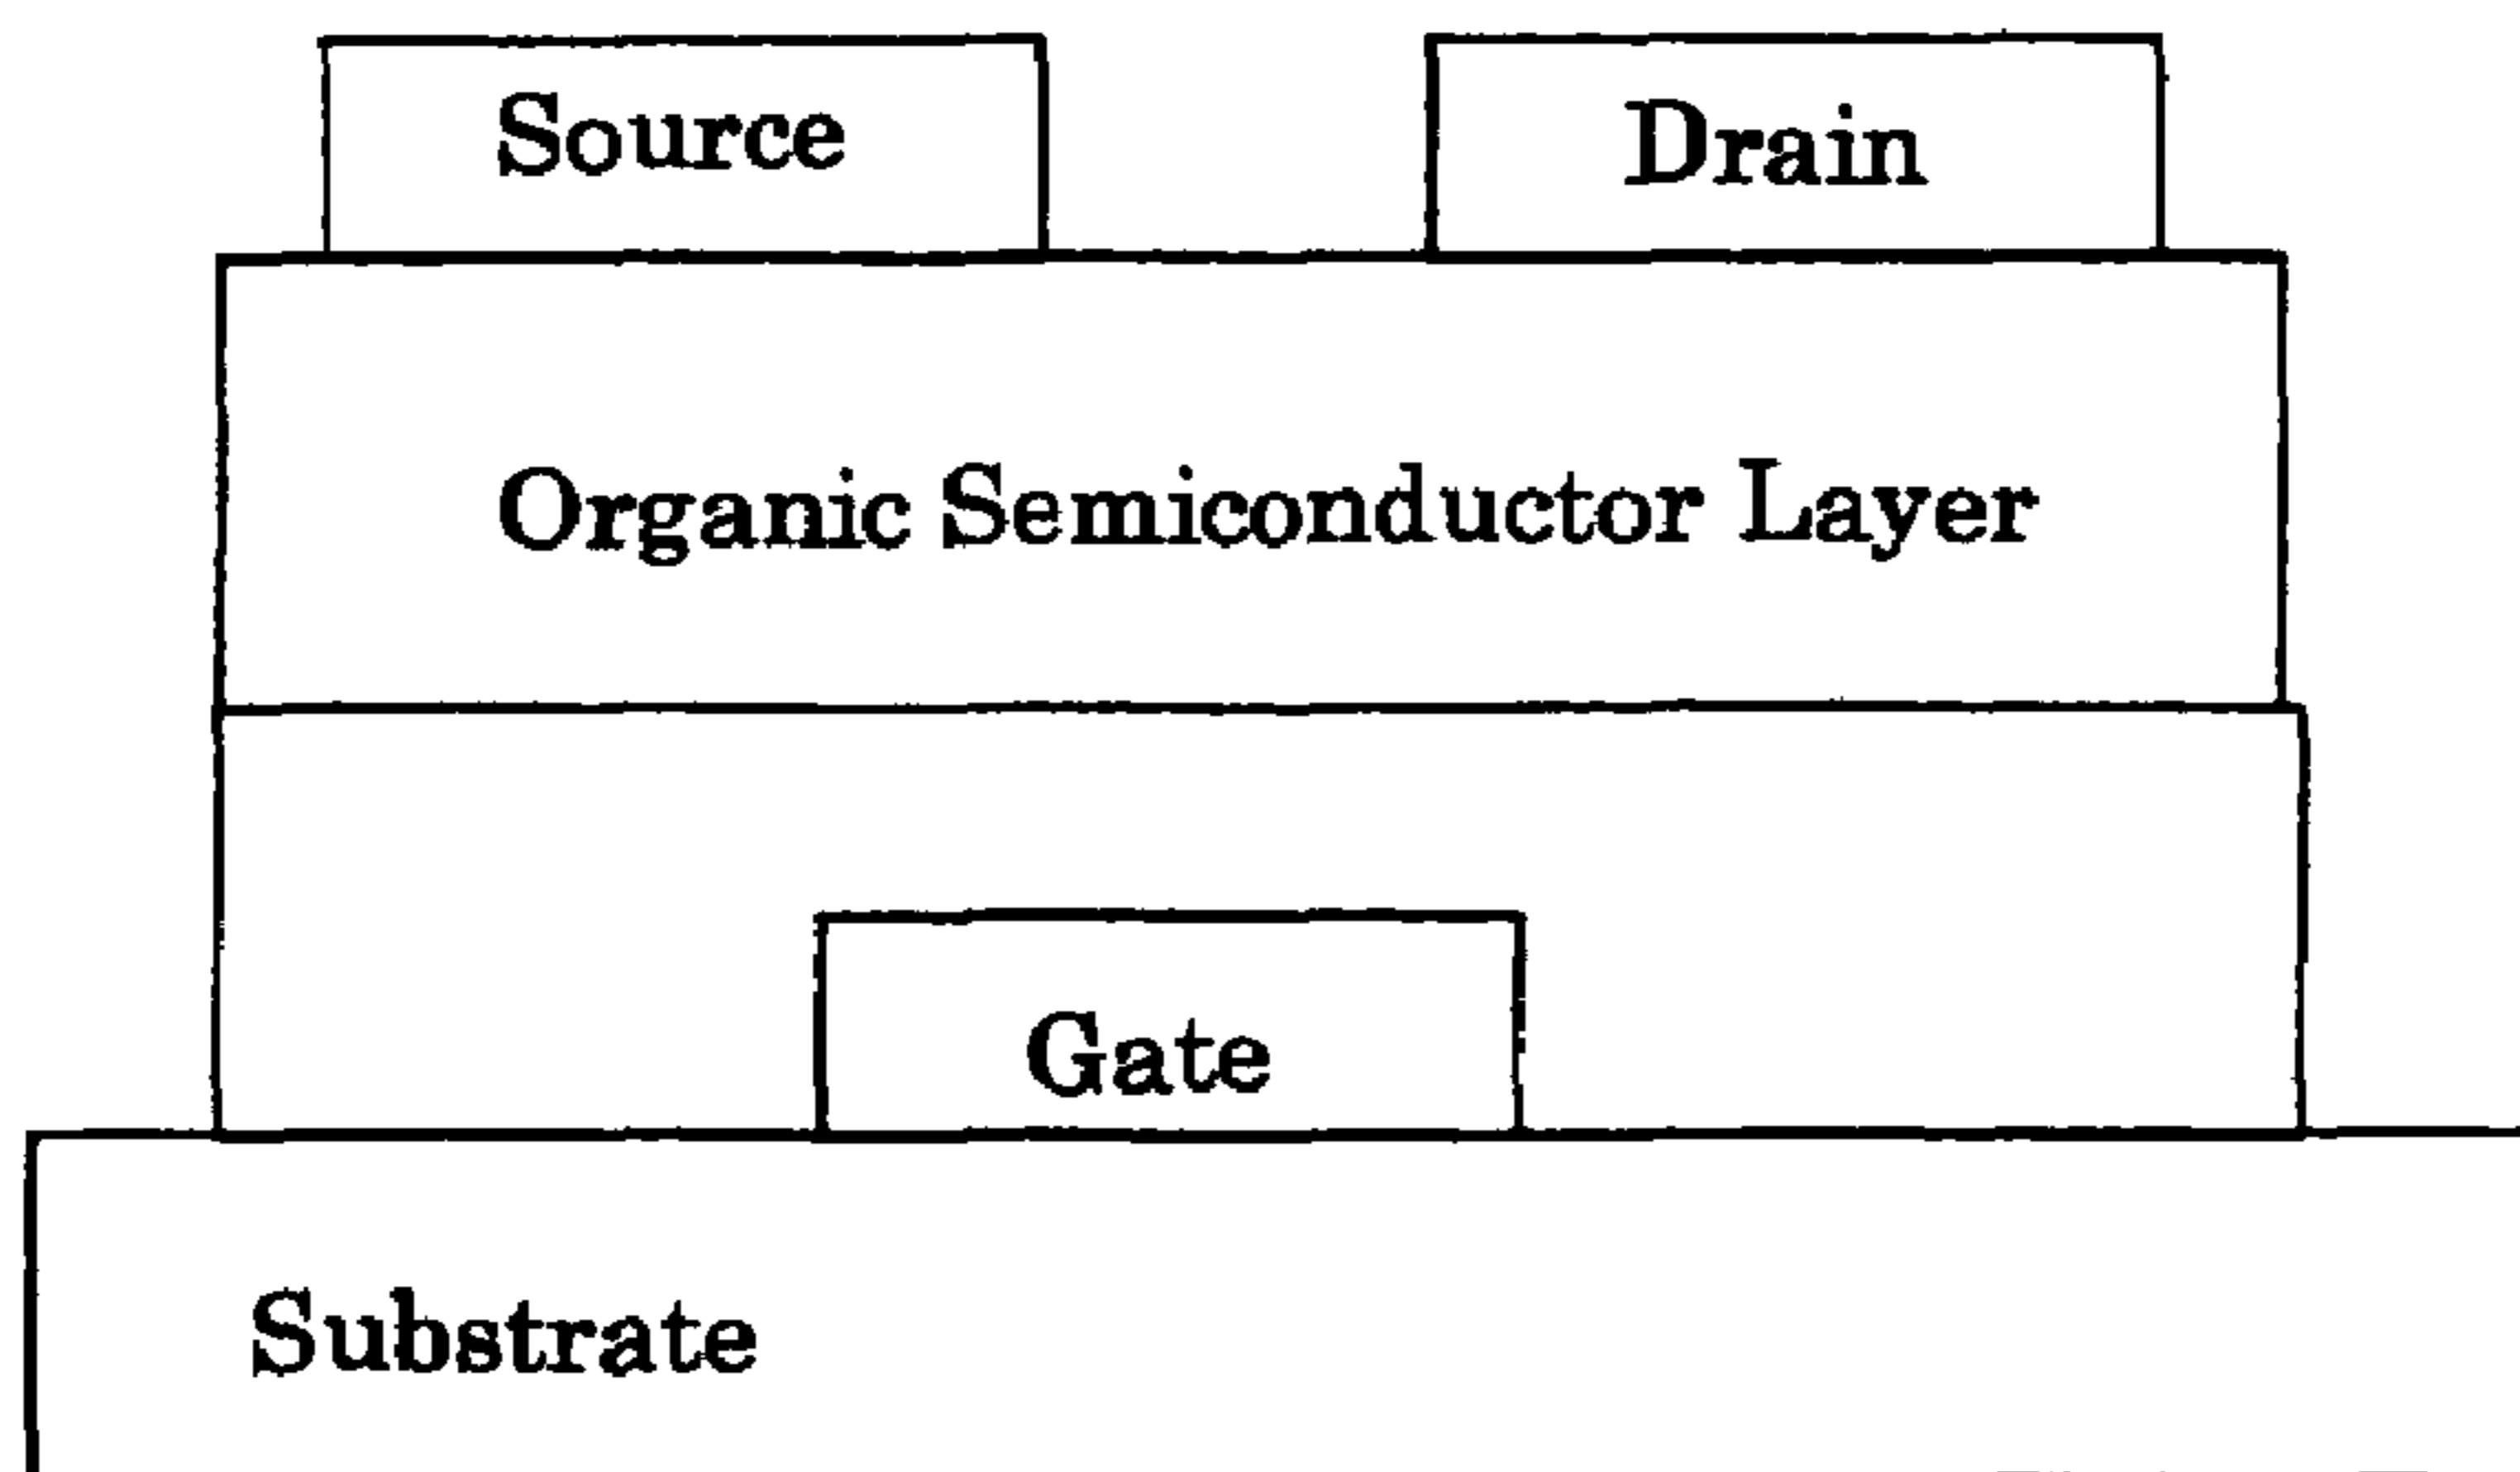 Source
Drain
Organic Semiconductor Layer
Gate
Substrate